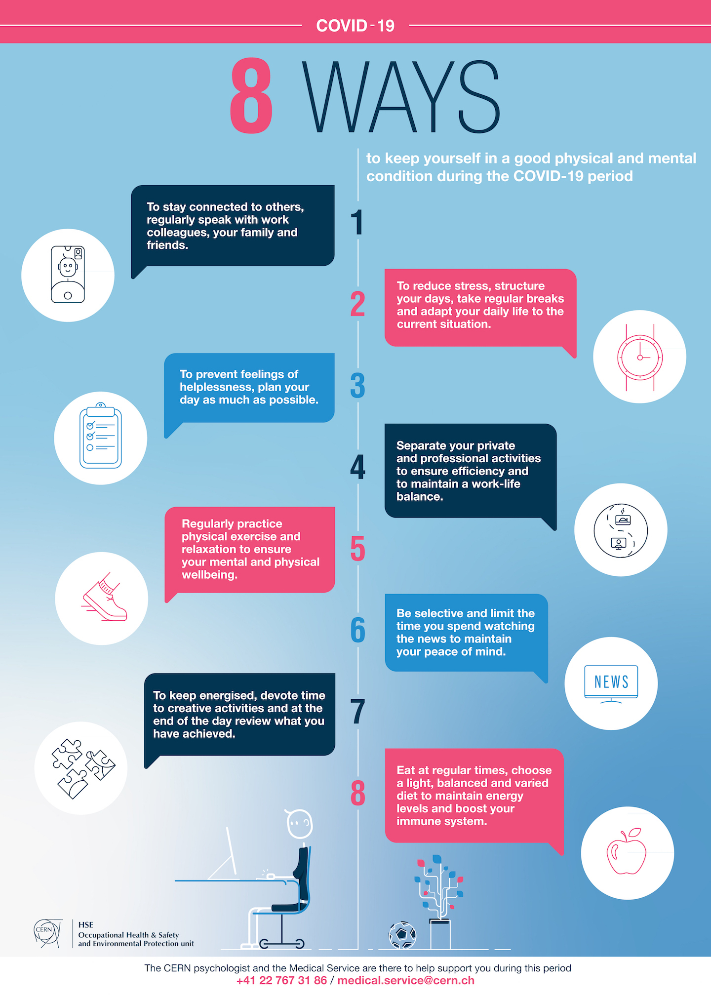 COVID-19
8 WAYS
to keep yourself in a good physical and mental
condition during the COVID-19 period
1
To stay connected to others,
regularly speak with work
colleagues, your family and
friends.
2
To reduce stress, structure
your days, take regular breaks
and adapt your daily life to the
current situation.
3
To prevent feelings of
helplessness, plan your
day as much as possible.
4
Separate your private
and professional activities
to ensure efficiency and
to maintain a work-life
balance.
5
Regularly practice
physical exercise and
relaxation to ensure
your mental and physical
wellbeing.
6
Be selective and limit the
time you spend watching
the news to maintain
your peace of mind.
NEWS
7
To keep energised, devote time
to creative activities and at the
end of the day review what you
have achieved.
8
Eat at regular times, choose
a light, balanced and varied
diet to maintain energy
levels and boost your
immune system.
CERN
HSE
Occupational Health & Safety
and Environmental Protection unit
The CERN psychologist and the Medical Service are there to help support you during this period
+41 22 767 31 86 / medical.service@cern.ch